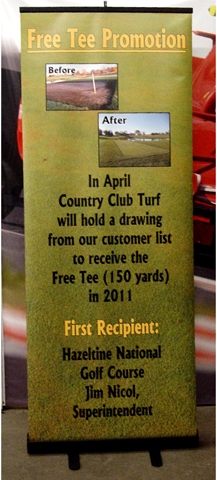 Free Tee Promotion
Before
After
In April
Country Club Turf
will hold a drawing
from our customer list
to receive the
Free Tee (150 yards)
in 2011
First Recipient:
Hazeltine National
Golf Course
Jim Nicol,
Superintendent